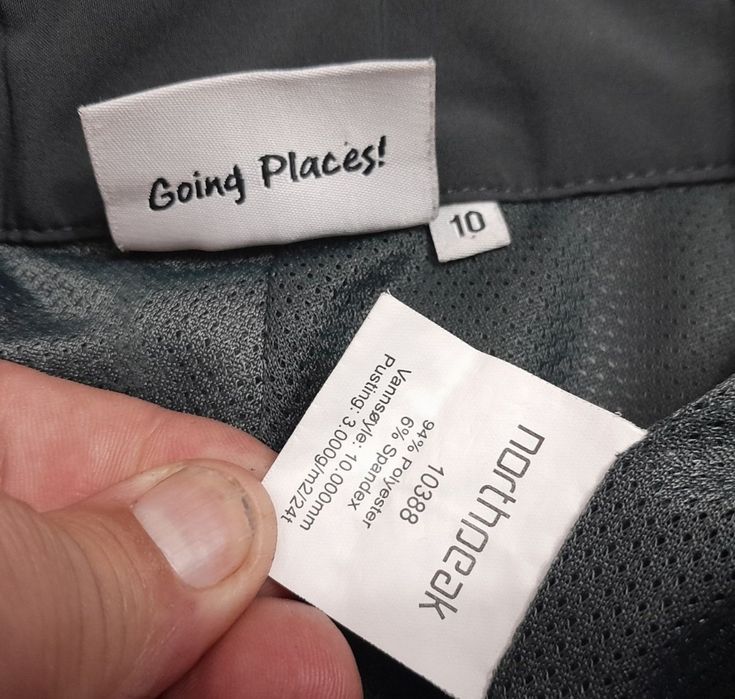 Going Places!
10
northpeak
10388
94% Polyester
6% Spandex
Vannsøyle: 10.000mm
Pusting: 3.000g/m2/24t